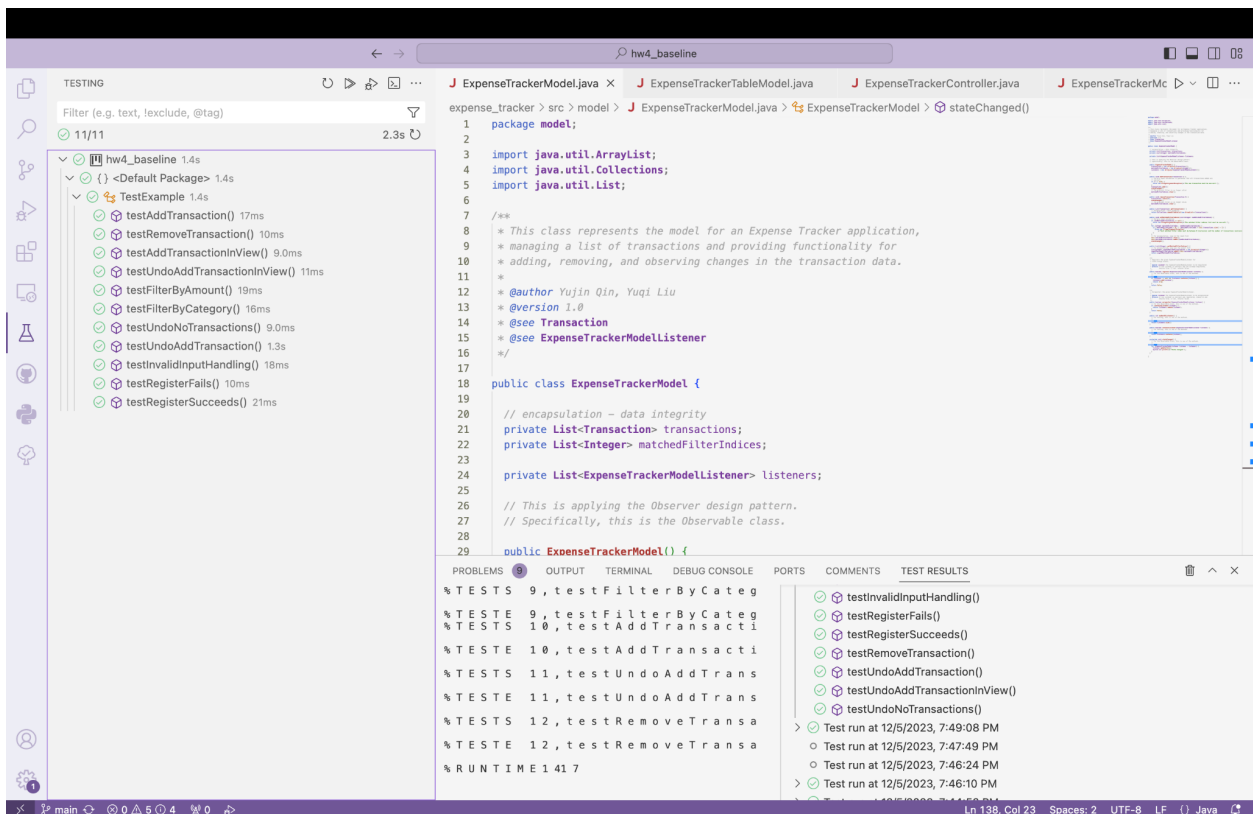 hw4_baseline
TESTING
Filter (e.g. text, !exclude, @tag)
11/11 2.3s
hw4_baseline 1.4s
{ } <Default Package> 1.4s
TestExample 1.4s
testAddTransaction() 17ms
testRemoveTransaction() 10ms
testAddTransactionInView() 9.0ms
testUndoAddTransactionInView() 11ms
testFilterByAmount() 19ms
testFilterByCategory() 16ms
testUndoNoTransactions() 9.0ms
testUndoAddTransaction() 1.3s
testInvalidInputHandling() 18ms
testRegisterFails() 10ms
testRegisterSucceeds() 21ms
J ExpenseTrackerModel.java × J ExpenseTrackerTableModel.java J ExpenseTrackerController.java J ExpenseTrackerMc
expense_tracker > src > model > J ExpenseTrackerModel.java > ExpenseTrackerModel > stateChanged()
1 package model;
2
3 import java.util.ArrayList;
4 import java.util.Collections;
5 import java.util.List;
6
7 /**
8 * This class represents the model for an Expense Tracker application,
9 * managing a list of transactions and providing functionality for
10 * adding, removing, and observing changes in the transaction data.
11 *
12 * @author Yujin Qin, Yuqi Liu
13 * @version 1.0
14 * @see Transaction
15 * @see ExpenseTrackerModelListener
16 */
17
18 public class ExpenseTrackerModel {
19
20 // encapsulation – data integrity
21 private List<Transaction> transactions;
22 private List<Integer> matchedFilterIndices;
23
24 private List<ExpenseTrackerModelListener> listeners;
25
26 // This is applying the Observer design pattern.
27 // Specifically, this is the Observable class.
28
29 public ExpenseTrackerModel() {
PROBLEMS 9 OUTPUT TERMINAL DEBUG CONSOLE PORTS COMMENTS TEST RESULTS
%TESTS 9,testFilterByCateg
%TESTE 9,testFilterByCateg
%TESTS 10,testAddTransacti
%TESTE 10,testAddTransacti
%TESTS 11,testUndoAddTrans
%TESTE 11,testUndoAddTrans
%TESTS 12,testRemoveTransa
%TESTE 12,testRemoveTransa
%RUNTIME1417
testInvalidInputHandling()
testRegisterFails()
testRegisterSucceeds()
testRemoveTransaction()
testUndoAddTransaction()
testUndoAddTransactionInView()
testUndoNoTransactions()
Test run at 12/5/2023, 7:49:08 PM
Test run at 12/5/2023, 7:47:49 PM
Test run at 12/5/2023, 7:46:24 PM
Test run at 12/5/2023, 7:46:10 PM
1
main 0 5 4 0 Ln 138, Col 23 Spaces: 2 UTF-8 LF {} Java